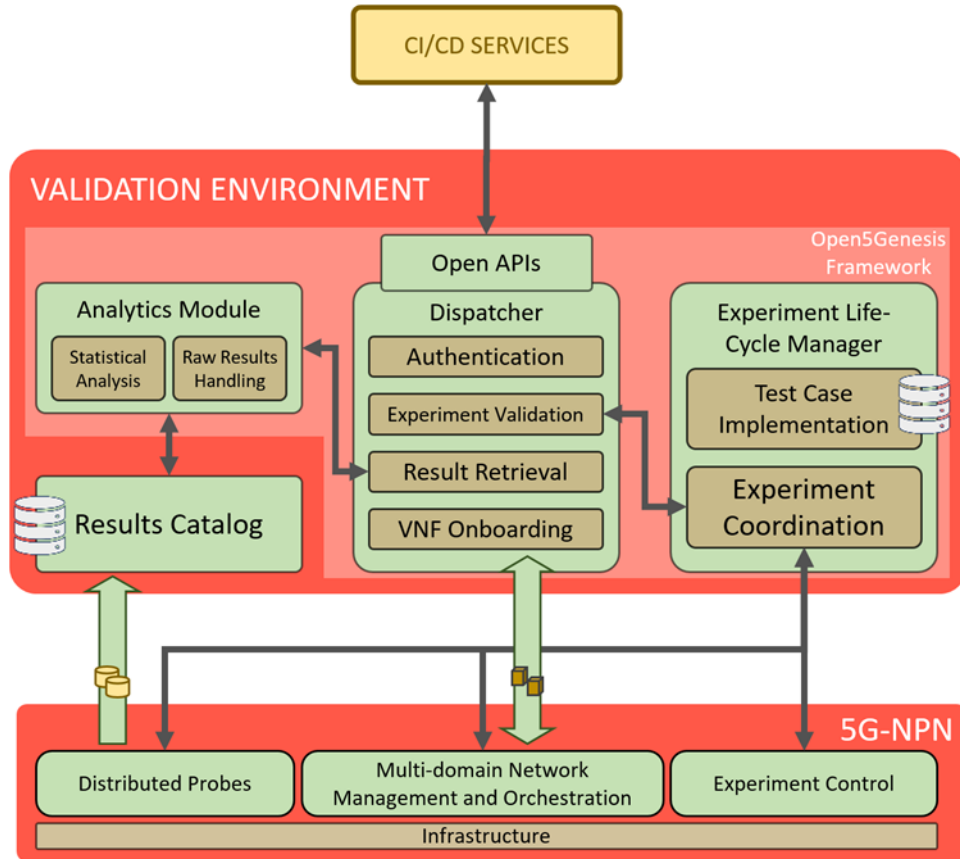 CI/CD SERVICES
VALIDATION ENVIRONMENT
Open5Genesis
Framework
Open APIs
Analytics Module
Statistical
Analysis
Raw Results
Handling
Dispatcher
Authentication
Experiment Validation
Result Retrieval
VNF Onboarding
Experiment Life-
Cycle Manager
Test Case
Implementation
Experiment
Coordination
Results Catalog
5G-NPN
Distributed Probes
Multi-domain Network
Management and Orchestration
Experiment Control
Infrastructure